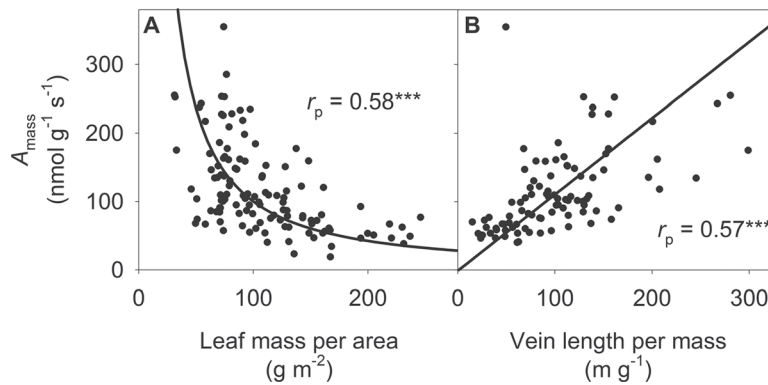 A
B
300
200
100
0
A mass
(nmol g-1 s-1)
rp = 0.58***
rp = 0.57***
0 100 200
0 100 200 300
Leaf mass per area
(g m-2)
Vein length per mass
(m g-1)